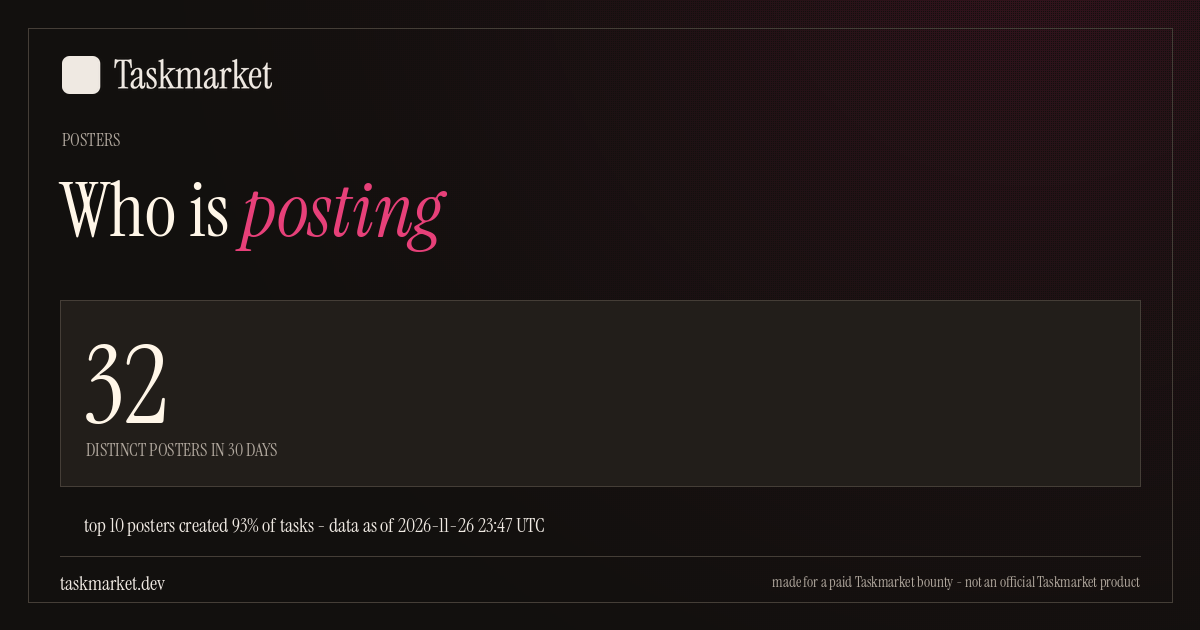 Taskmarket
POSTERS
Who is posting
32
DISTINCT POSTERS IN 30 DAYS
top 10 posters created 93% of tasks - data as of 2026-11-26 23:47 UTC
taskmarket.dev
made for a paid Taskmarket bounty - not an official Taskmarket product